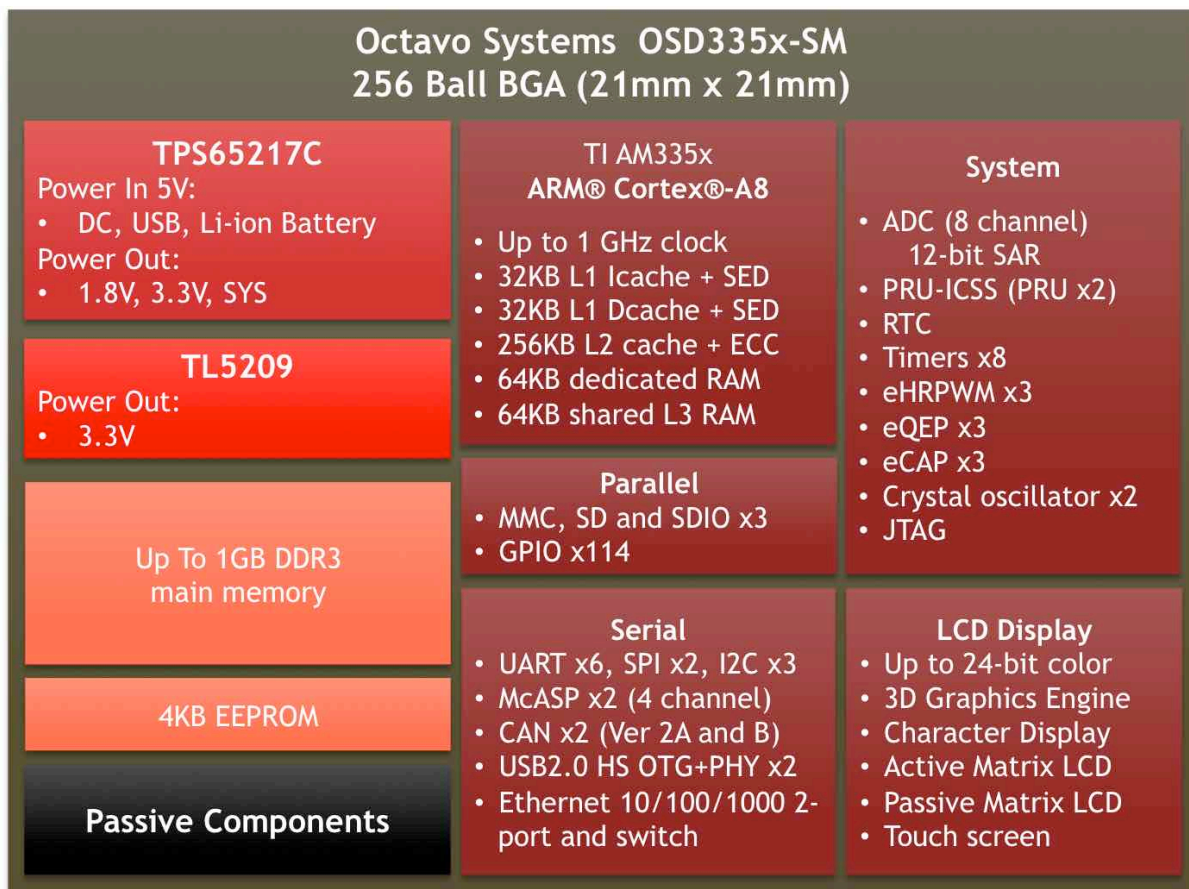 Octavo Systems OSD335x-SM
256 Ball BGA (21mm x 21mm)
TPS65217C
Power In 5V:
• DC, USB, Li-ion Battery
Power Out:
• 1.8V, 3.3V, SYS
TL5209
Power Out:
• 3.3V
Up To 1GB DDR3
main memory
4KB EEPROM
Passive Components
TI AM335x
ARM® Cortex®-A8
• Up to 1 GHz clock
• 32KB L1 Icache + SED
• 32KB L1 Dcache + SED
• 256KB L2 cache + ECC
• 64KB dedicated RAM
• 64KB shared L3 RAM
Parallel
• MMC, SD and SDIO x3
• GPIO x114
Serial
• UART x6, SPI x2, I2C x3
• McASP x2 (4 channel)
• CAN x2 (Ver 2A and B)
• USB2.0 HS OTG+PHY x2
• Ethernet 10/100/1000 2-
port and switch
System
• ADC (8 channel)
12-bit SAR
• PRU-ICSS (PRU x2)
• RTC
• Timers x8
• eHRPWM x3
• eQEP x3
• eCAP x3
• Crystal oscillator x2
• JTAG
LCD Display
• Up to 24-bit color
• 3D Graphics Engine
• Character Display
• Active Matrix LCD
• Passive Matrix LCD
• Touch screen